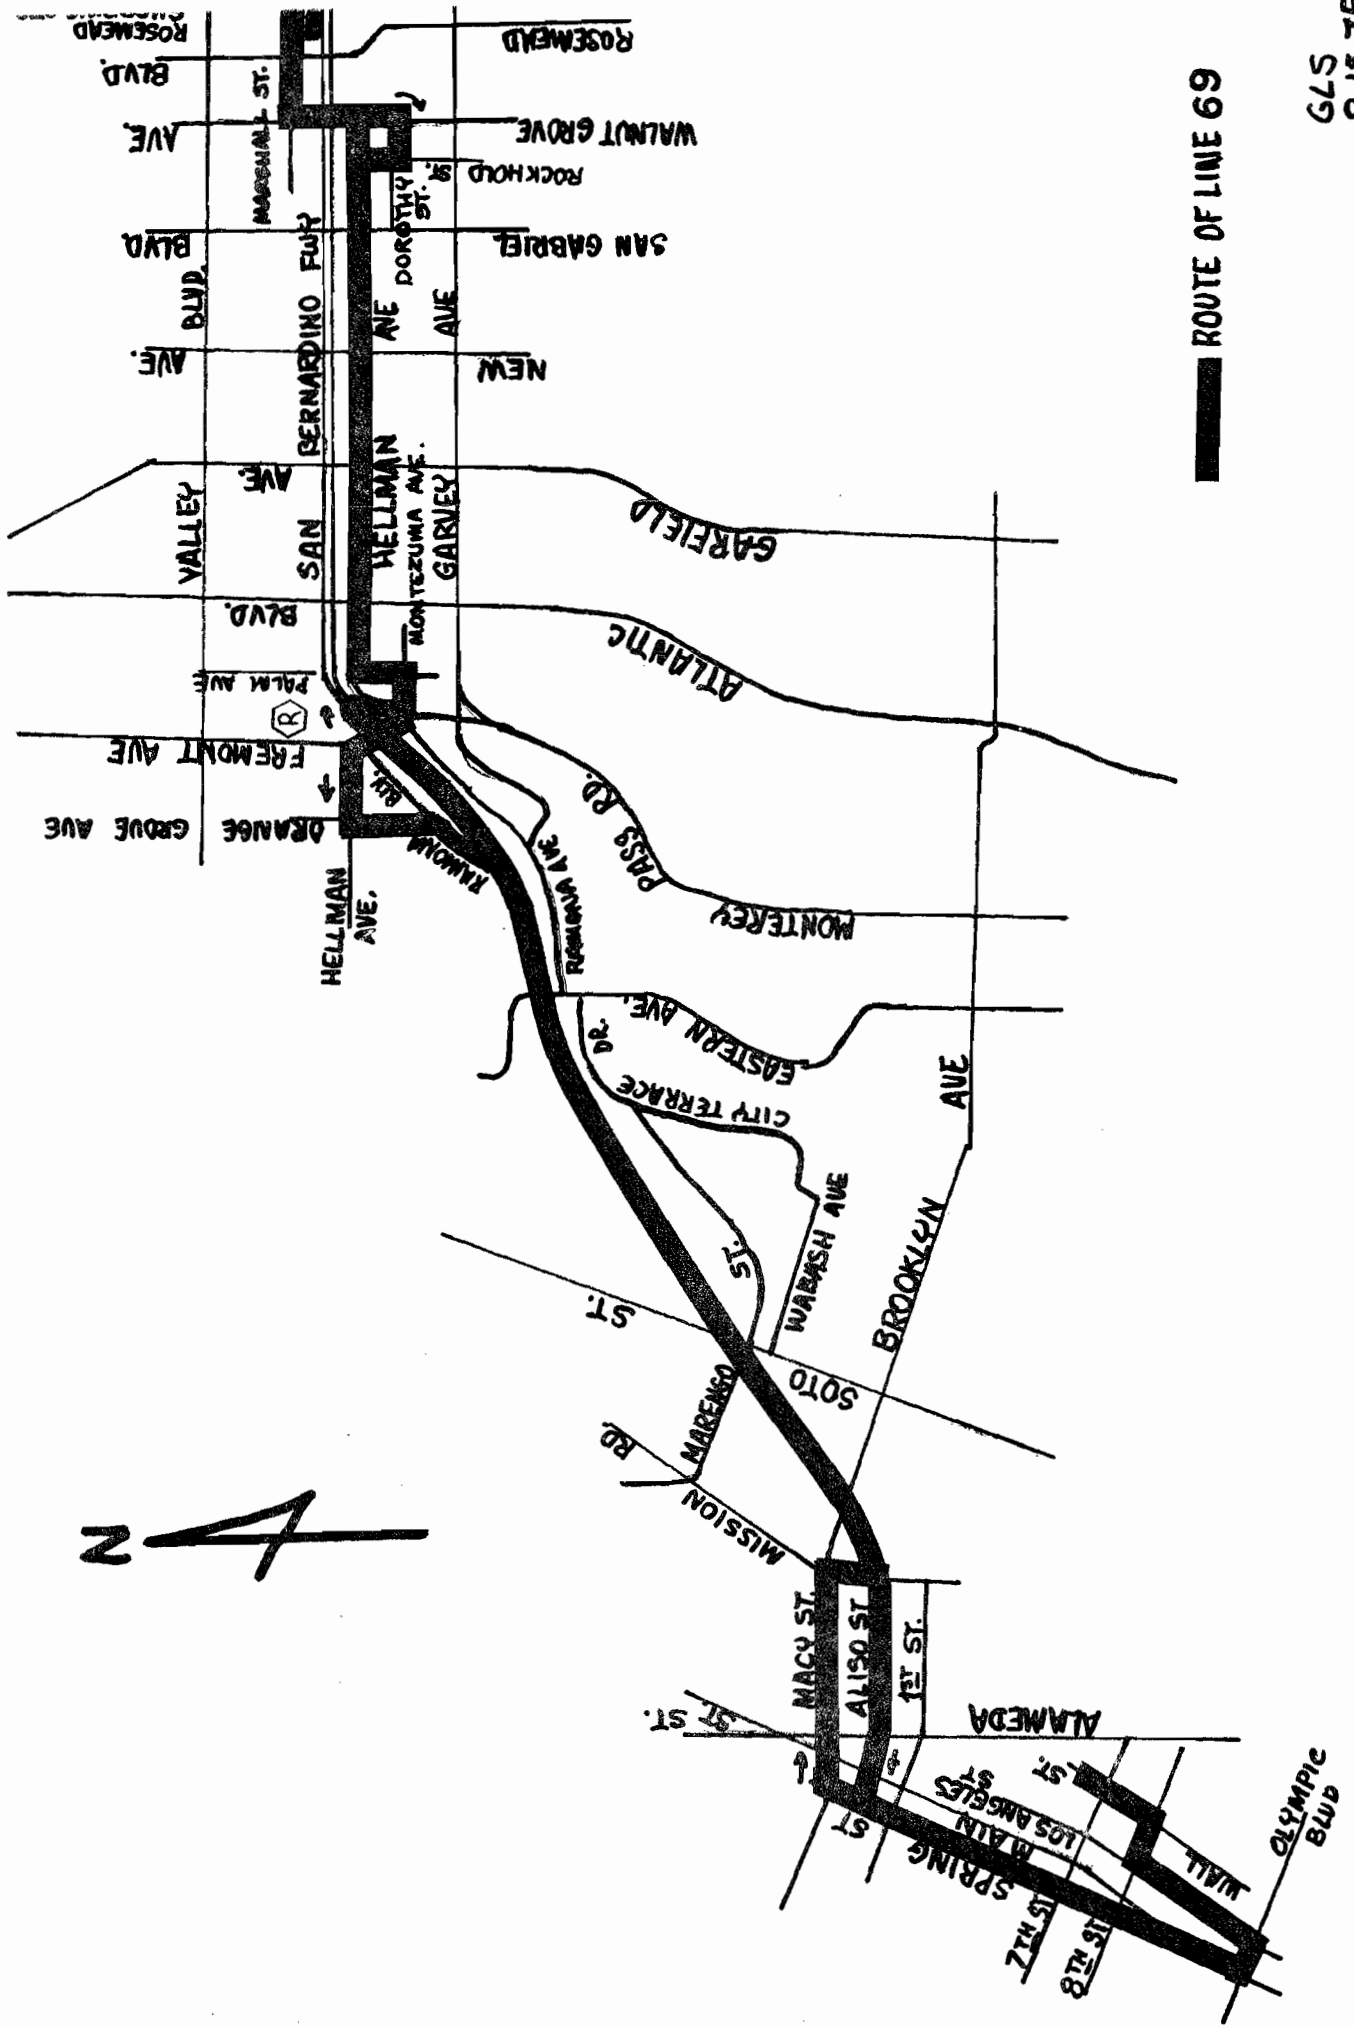 ROSEMEAD
BLVD.
ROSEMEAD
MARSHALL ST.
AVE.
WALNUT GROVE
ROCKHOLD ST.
DOROTHY
ST.
BLVD.
SAN GABRIEL
VALLEY BLVD.
SAN BERNARDINO FWY
HELLMAN AVE
GARVEY AVE
AVE.
NEW
MONTEZUMA AVE.
AVE.
GARFIELD
BLVD.
ATLANTIC
PALM AVE
R
FREMONT AVE
ORANGE GROVE AVE
RAMONA BLV.
HELLMAN
AVE.
RAMONA AVE
MONTEREY PASS RD.
EASTERN AVE.
CITY TERRACE DR.
WABASH AVE
BROOKLYN AVE
SOTO ST.
MARENGO ST.
MISSION RD
N
MACY ST.
ALISO ST
1ST ST.
ALAMEDA ST.
LOS ANGELES ST
MAIN ST.
SPRING ST
WALL ST.
7TH ST
8TH ST
OLYMPIC
BLVD
ROUTE OF LINE 69
GLS